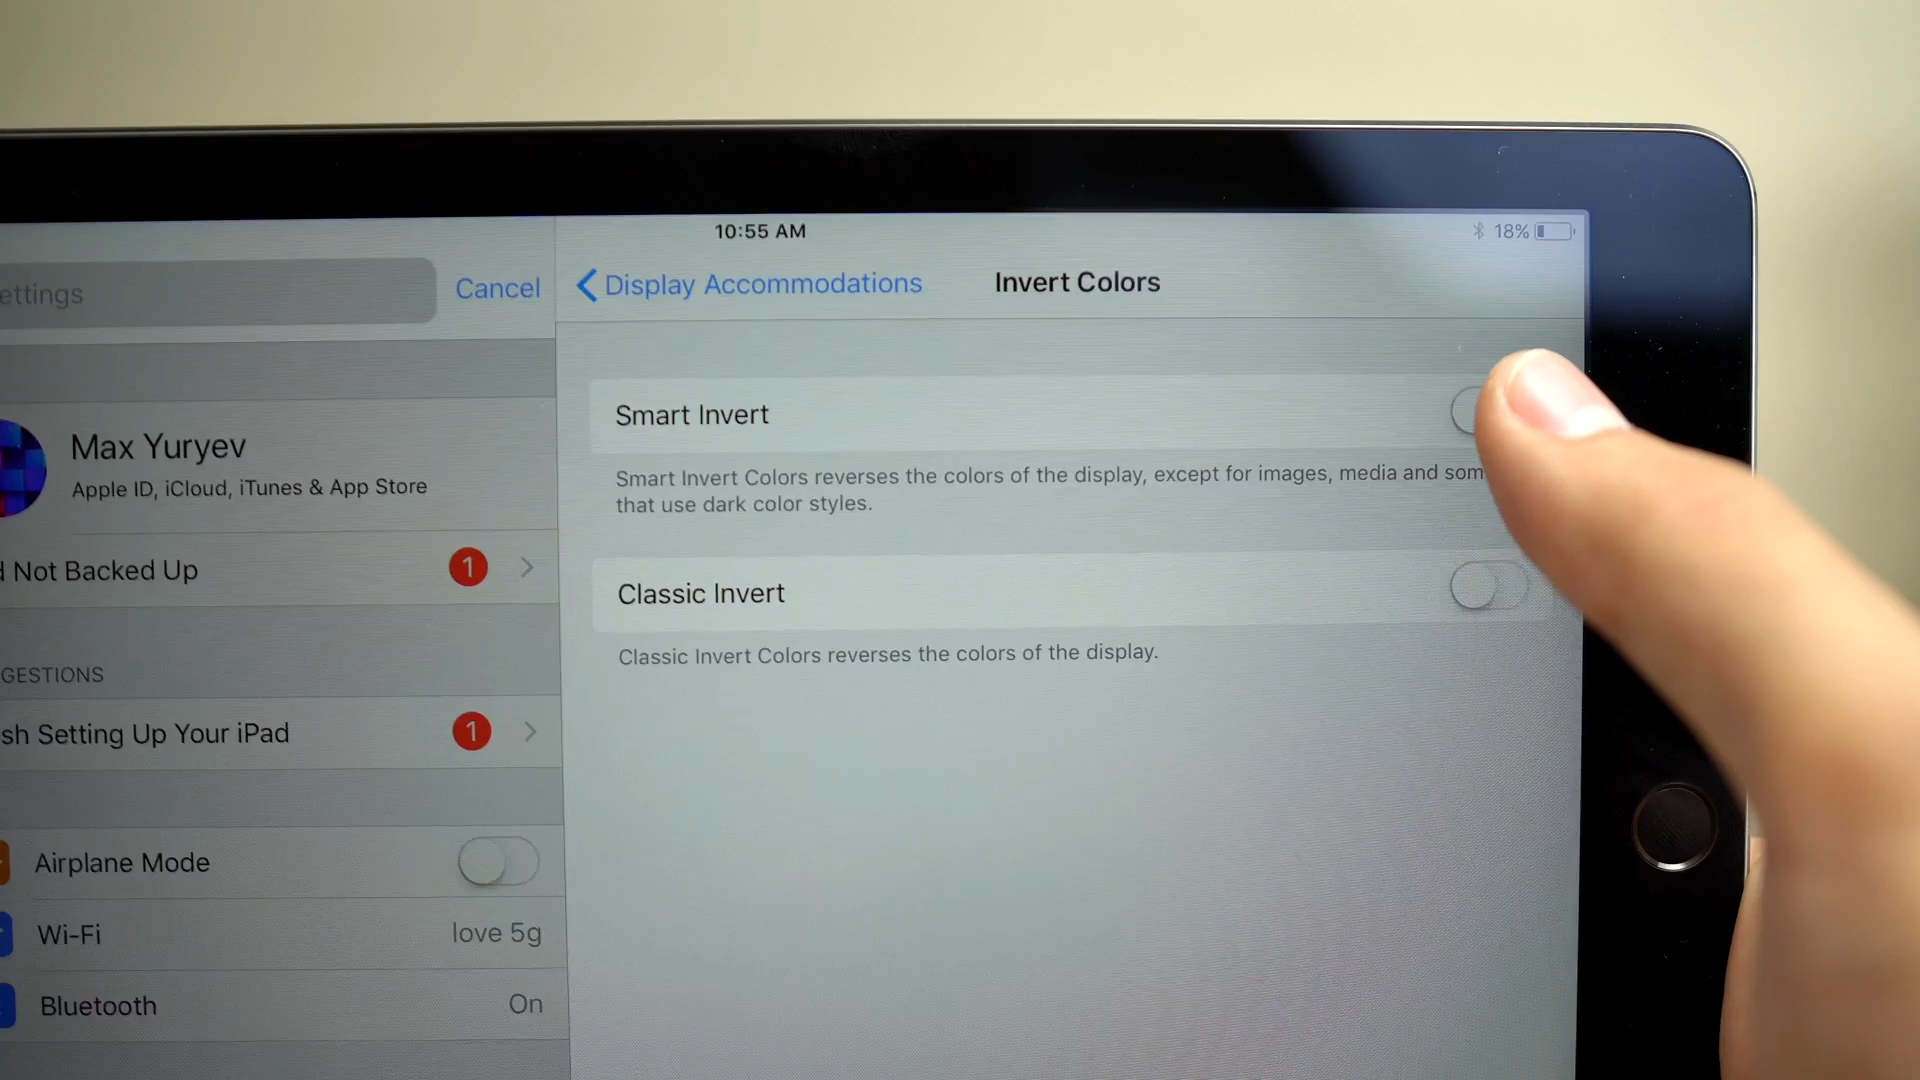 10:55 AM
18%
ettings
Cancel
Display Accommodations
Invert Colors
Max Yuryev
Apple ID, iCloud, iTunes & App Store
Not Backed Up
1
GESTIONS
sh Setting Up Your iPad
1
Airplane Mode
Wi-Fi
love 5g
Bluetooth
On
Smart Invert
Smart Invert Colors reverses the colors of the display, except for images, media and som
that use dark color styles.
Classic Invert
Classic Invert Colors reverses the colors of the display.